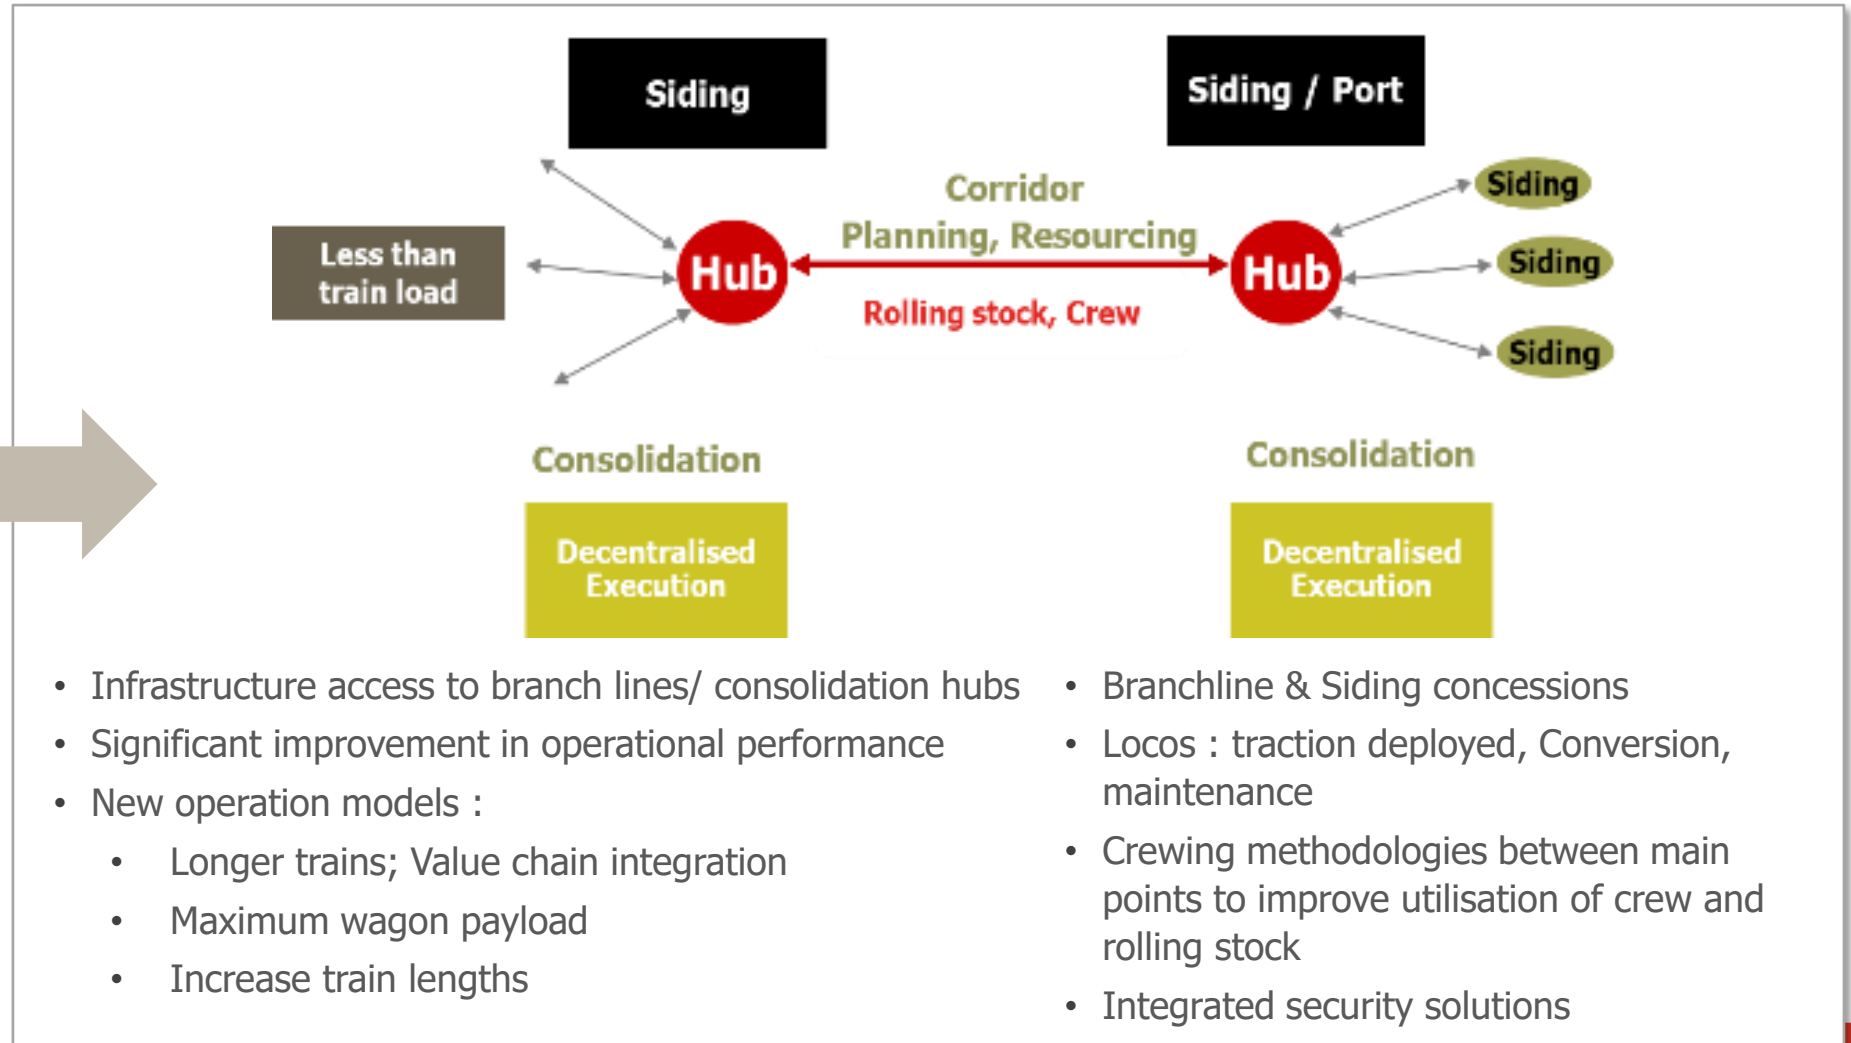 Siding
Siding / Port
Less than
train load
Hub
Corridor
Planning, Resourcing
Rolling stock, Crew
Hub
Siding
Siding
Siding
Consolidation
Consolidation
Decentralised
Execution
Decentralised
Execution
• Infrastructure access to branch lines/ consolidation hubs
• Significant improvement in operational performance
• New operation models :
• Longer trains; Value chain integration
• Maximum wagon payload
• Increase train lengths
• Branchline & Siding concessions
• Locos : traction deployed, Conversion,
maintenance
• Crewing methodologies between main
points to improve utilisation of crew and
rolling stock
• Integrated security solutions